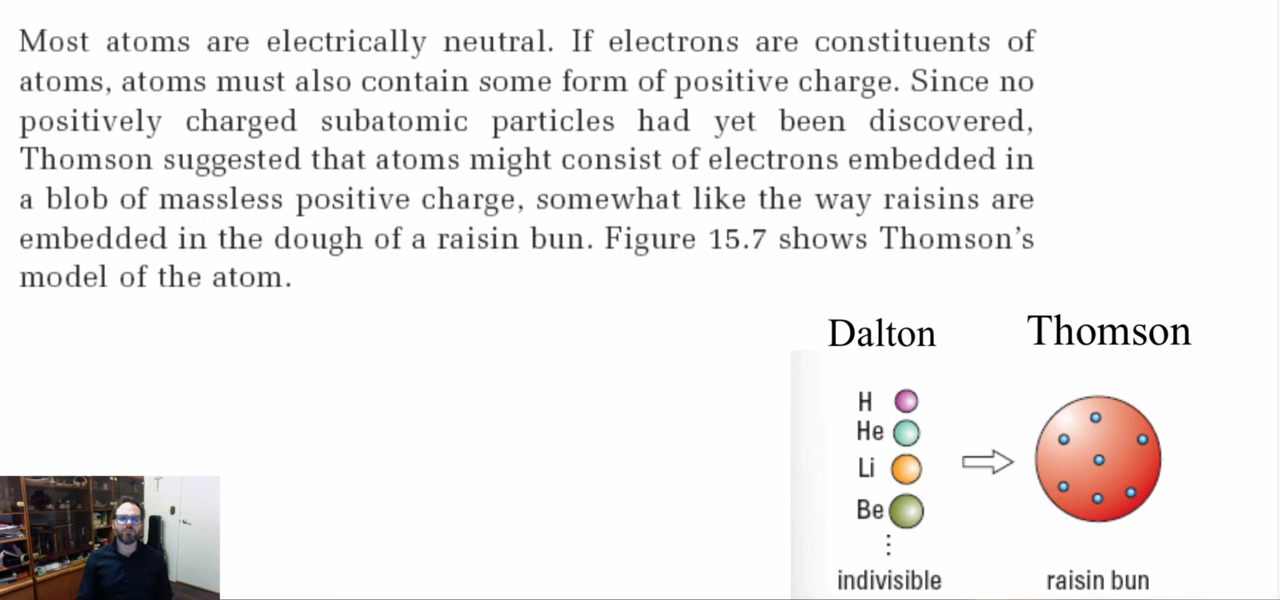 Most atoms are electrically neutral. If electrons are constituents of
atoms, atoms must also contain some form of positive charge. Since no
positively charged subatomic particles had yet been discovered,
Thomson suggested that atoms might consist of electrons embedded in
a blob of massless positive charge, somewhat like the way raisins are
embedded in the dough of a raisin bun. Figure 15.7 shows Thomson's
model of the atom.
Dalton
Thomson
H
He
Li
Be
⋮
indivisible
raisin bun